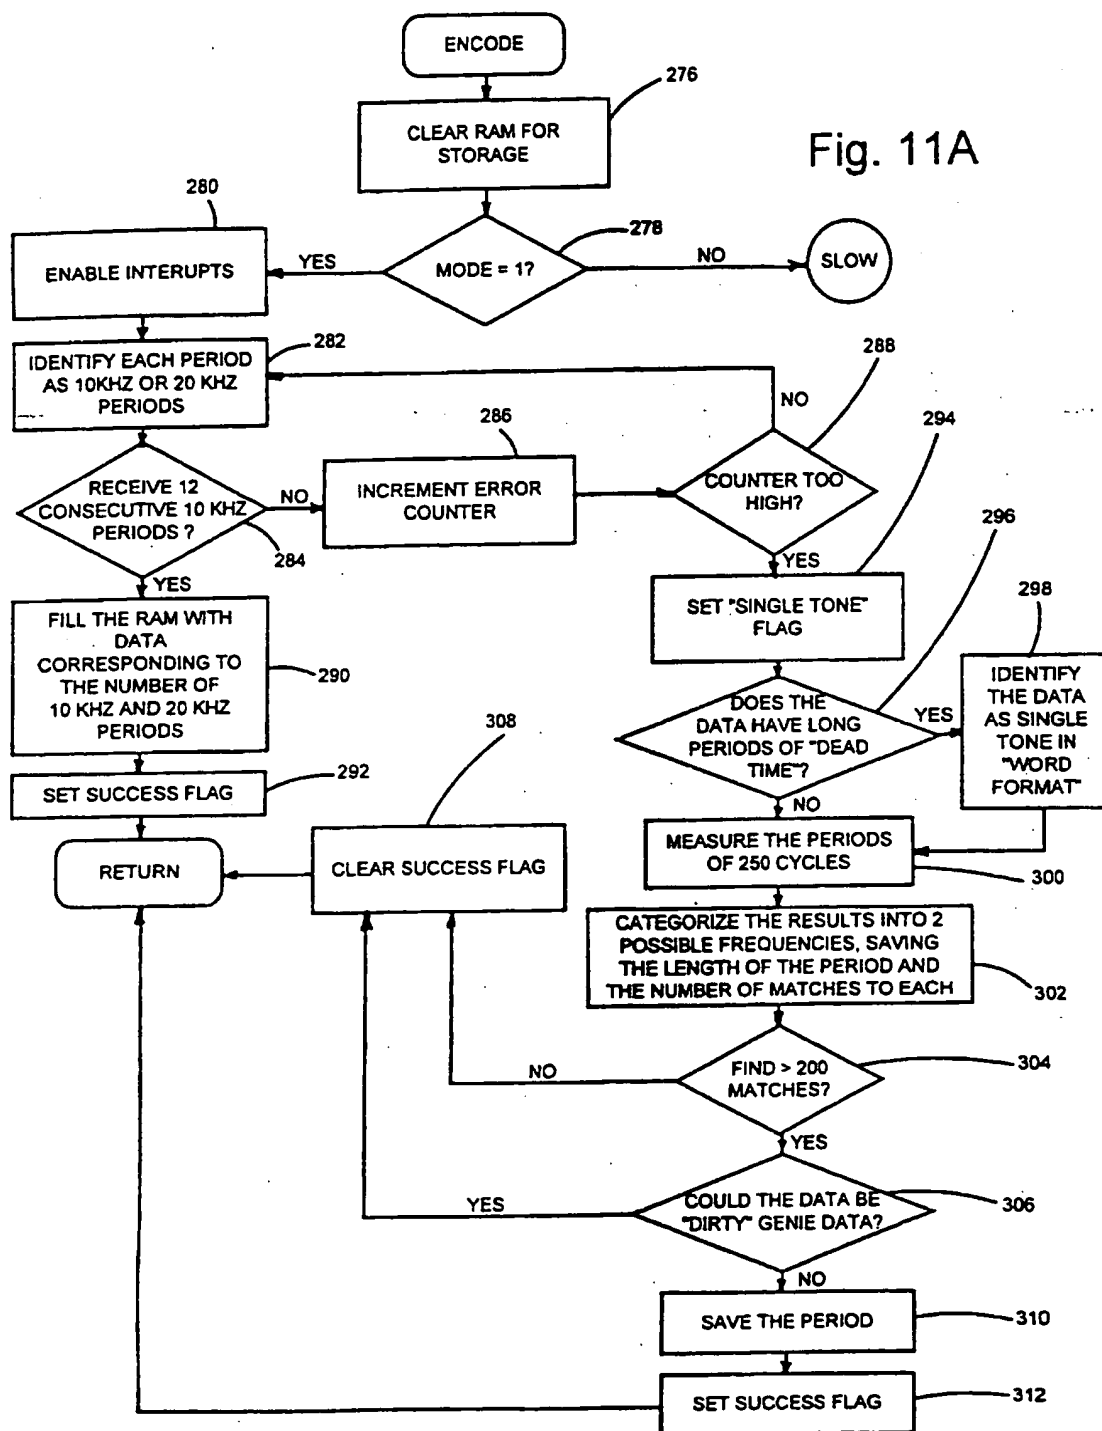 ENCODE
276
CLEAR RAM FOR
STORAGE
Fig. 11A
280
278
ENABLE INTERUPTS
YES
MODE = 1?
NO
SLOW
282
IDENTIFY EACH PERIOD
AS 10KHZ OR 20 KHZ
PERIODS
288
NO
286
294
RECEIVE 12
CONSECUTIVE 10 KHZ
PERIODS ?
NO
INCREMENT ERROR
COUNTER
COUNTER TOO
HIGH?
284
296
YES
YES
FILL THE RAM WITH
DATA
CORRESPONDING TO
THE NUMBER OF
10 KHZ AND 20 KHZ
PERIODS
290
SET "SINGLE TONE"
FLAG
298
DOES THE
DATA HAVE LONG
PERIODS OF "DEAD
TIME"?
YES
IDENTIFY
THE DATA
AS SINGLE
TONE IN
"WORD
FORMAT"
308
292
SET SUCCESS FLAG
NO
RETURN
CLEAR SUCCESS FLAG
MEASURE THE PERIODS
OF 250 CYCLES
300
CATEGORIZE THE RESULTS INTO 2
POSSIBLE FREQUENCIES, SAVING
THE LENGTH OF THE PERIOD AND
THE NUMBER OF MATCHES TO EACH
302
NO
FIND > 200
MATCHES?
304
YES
YES
COULD THE DATA BE
"DIRTY" GENIE DATA?
306
NO
SAVE THE PERIOD
310
SET SUCCESS FLAG
312